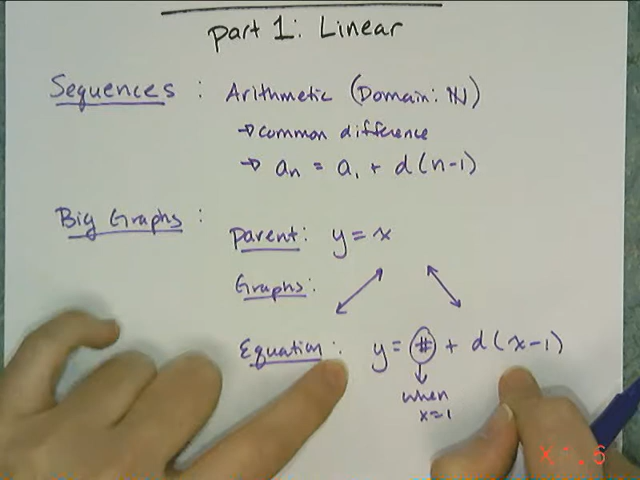 part 1: Linear
Sequences : Arithmetic (Domain: ℕ)
→ common difference
→ aₙ = a₁ + d(n-1)
Big Graphs :
parent: y = x
Graphs:
Equation: y = # + d(x-1)
↓
when
x=1